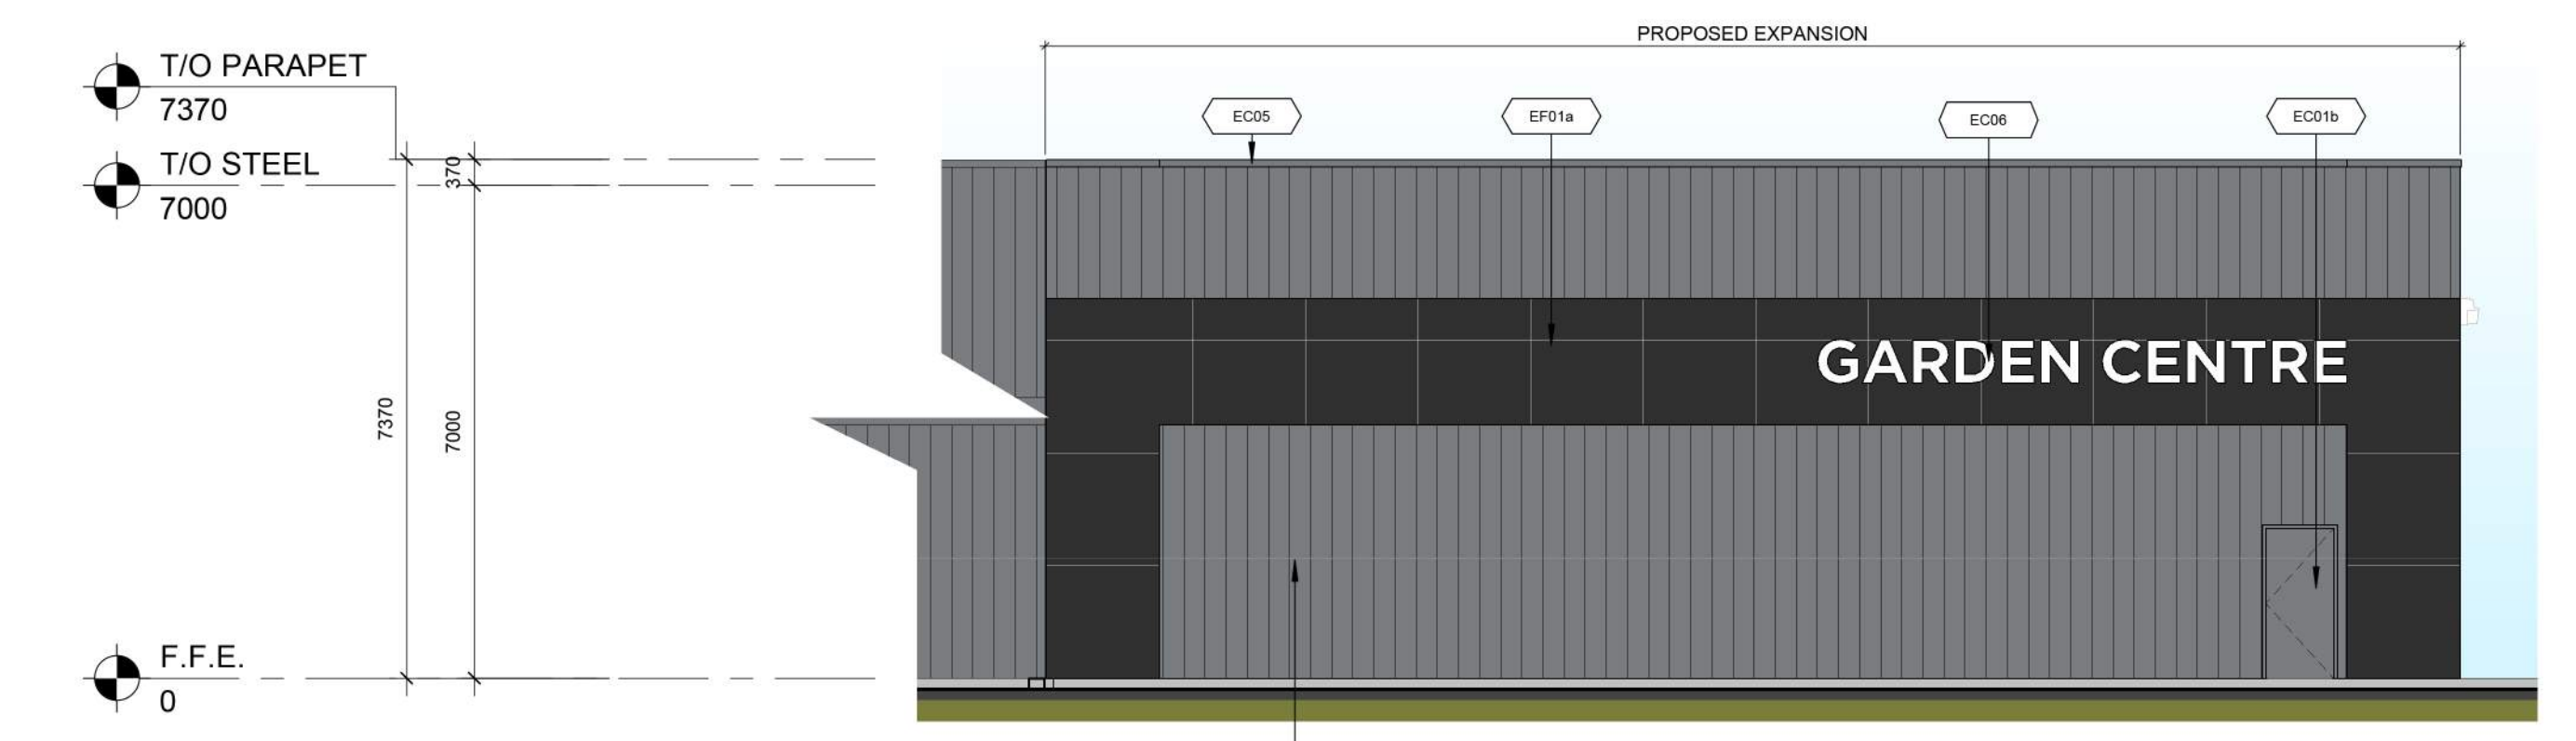 PROPOSED EXPANSION
T/O PARAPET
7370
EC05
EF01a
EC06
EC01b
T/O STEEL
7000
370
GARDEN CENTRE
7370
7000
F.F.E.
0